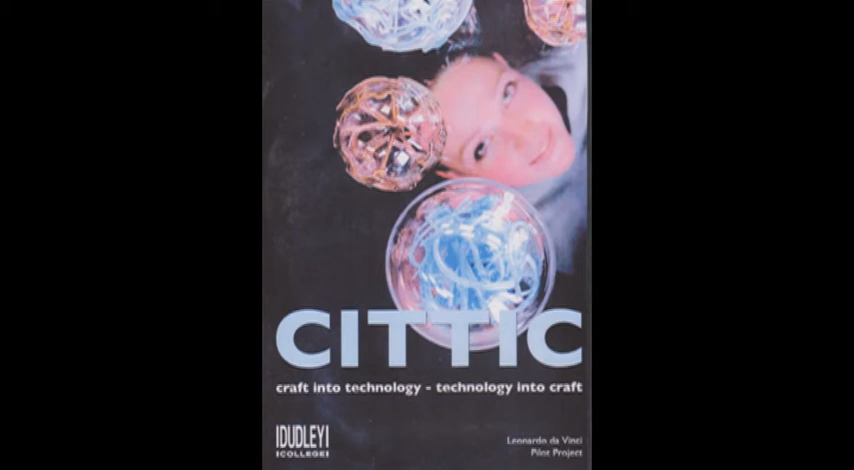 CITTIC
craft into technology - technology into craft
DUDLEY
COLLEGE
Leonardo da Vinci
Pilot Project